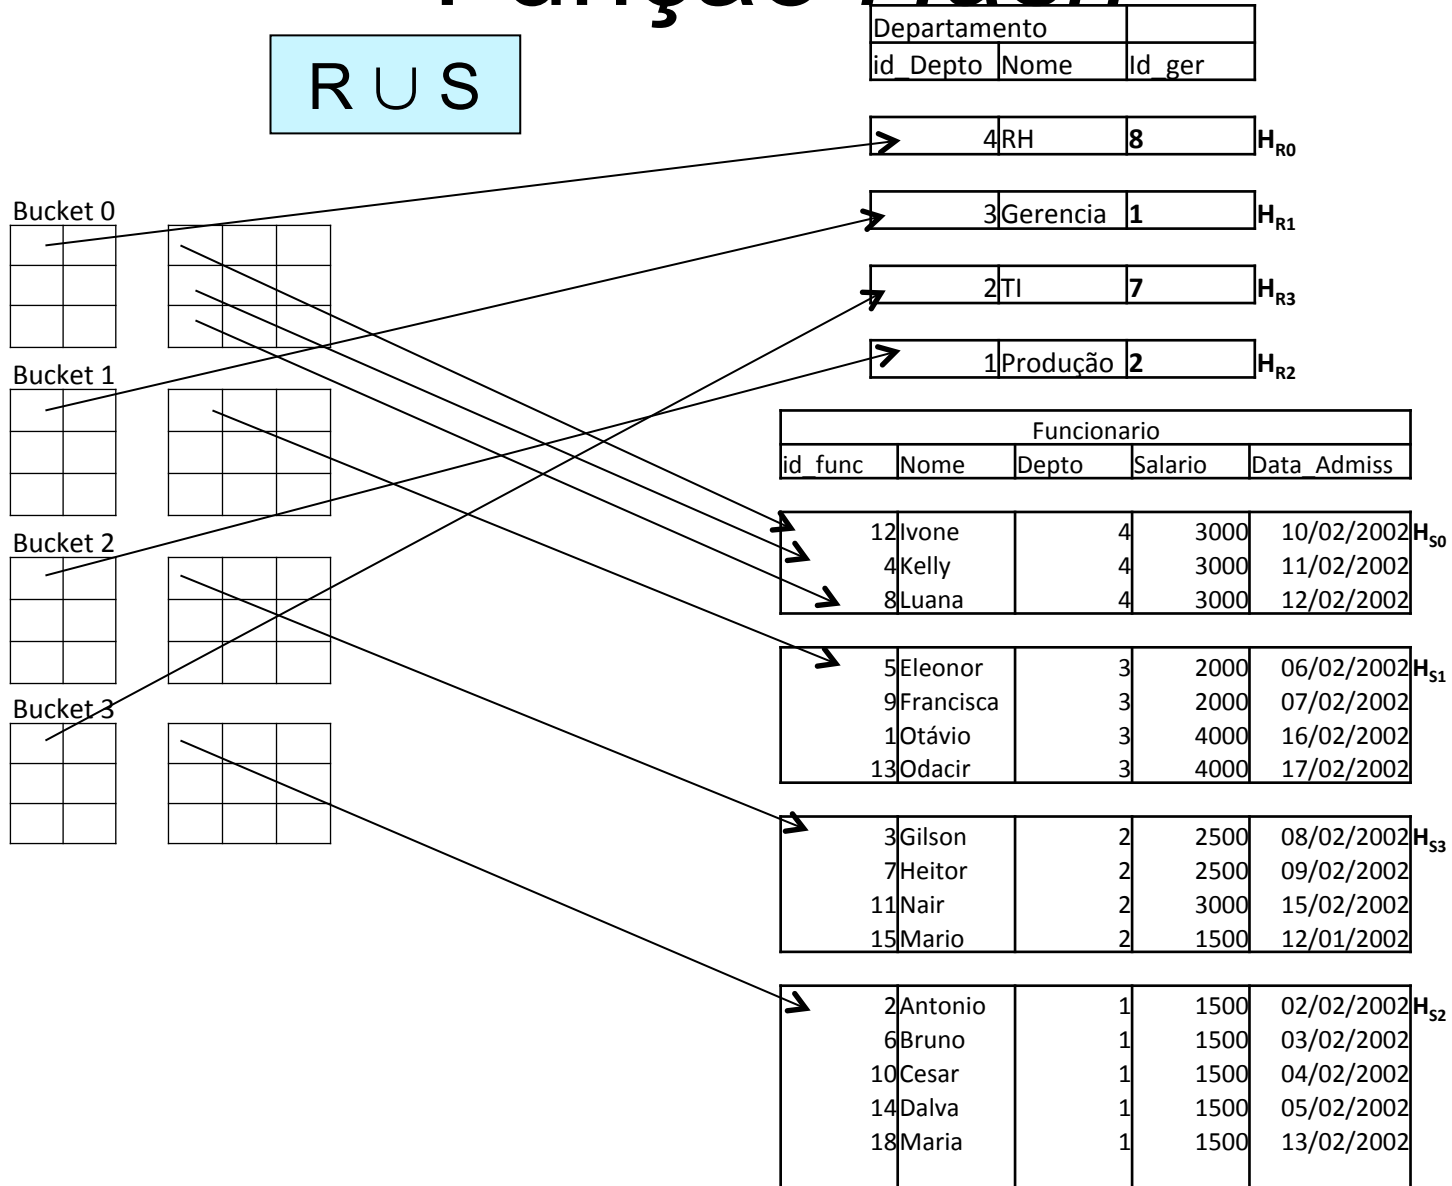 Função Hash
R ∪ S
Departamento
id_Depto Nome Id_ger
4 RH 8 HR0
3 Gerencia 1 HR1
2 TI 7 HR3
1 Produção 2 HR2
Bucket 0
Bucket 1
Bucket 2
Bucket 3
Funcionario
id_func Nome Depto Salario Data_Admiss
12 Ivone 4 3000 10/02/2002 HS0
4 Kelly 4 3000 11/02/2002
8 Luana 4 3000 12/02/2002
5 Eleonor 3 2000 06/02/2002 HS1
9 Francisca 3 2000 07/02/2002
1 Otávio 3 4000 16/02/2002
13 Odacir 3 4000 17/02/2002
3 Gilson 2 2500 08/02/2002 HS3
7 Heitor 2 2500 09/02/2002
11 Nair 2 3000 15/02/2002
15 Mario 2 1500 12/01/2002
2 Antonio 1 1500 02/02/2002 HS2
6 Bruno 1 1500 03/02/2002
10 Cesar 1 1500 04/02/2002
14 Dalva 1 1500 05/02/2002
18 Maria 1 1500 13/02/2002